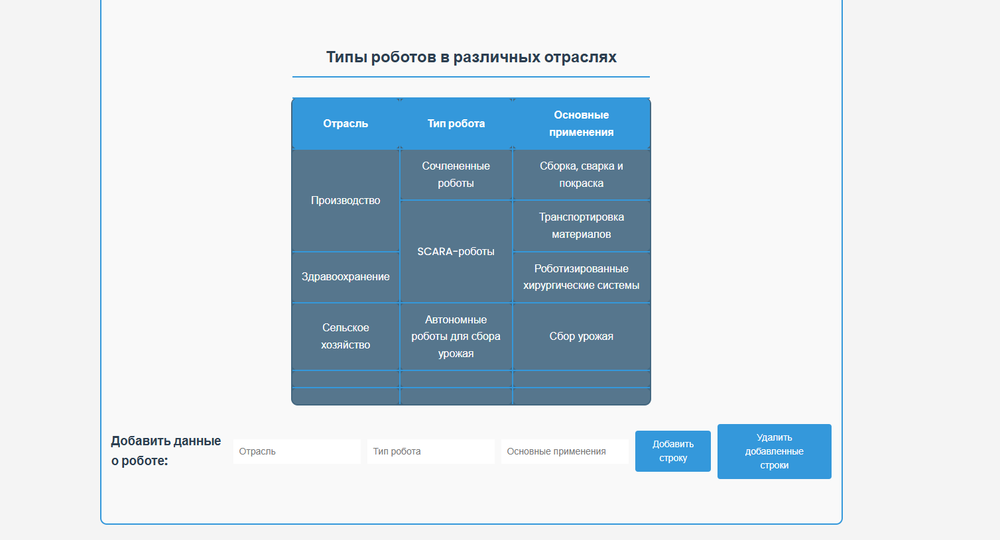 Типы роботов в различных отраслях
Отрасль
Тип робота
Основные
применения
Производство
Сочлененные
роботы
Сборка, сварка и
покраска
SCARA-роботы
Транспортировка
материалов
Здравоохранение
Роботизированные
хирургические системы
Сельское
хозяйство
Автономные
роботы для сбора
урожая
Сбор урожая
Добавить данные
о роботе:
Отрасль
Тип робота
Основные применения
Добавить
строку
Удалить
добавленные
строки